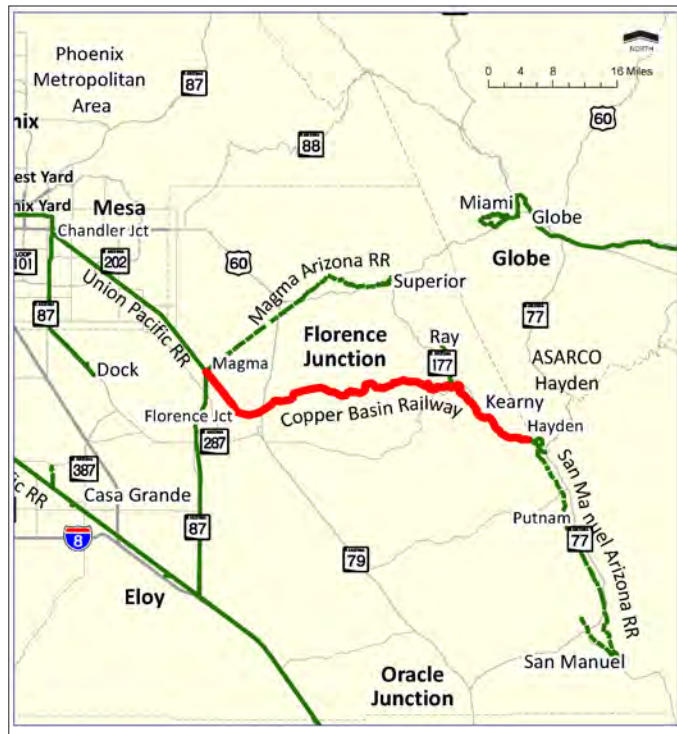 NORTH
0 4 8 16 Miles
Phoenix
Metropolitan
Area
87
60
88
nix
est Yard
nix Yard
Mesa
Chandler Jct
LOOP
101
202
87
Union Pacific RR
60
Magma Arizona RR
Superior
Miami
Globe
Globe
77
Florence
Junction
Ray
177
ASARCO
Hayden
Magma
Dock
Florence Jct
Copper Basin Railway
Kearny
Hayden
287
387
Casa Grande
fic RR
8
87
79
Putnam
77
San Manuel Arizona RR
Eloy
San Manuel
Oracle
Junction